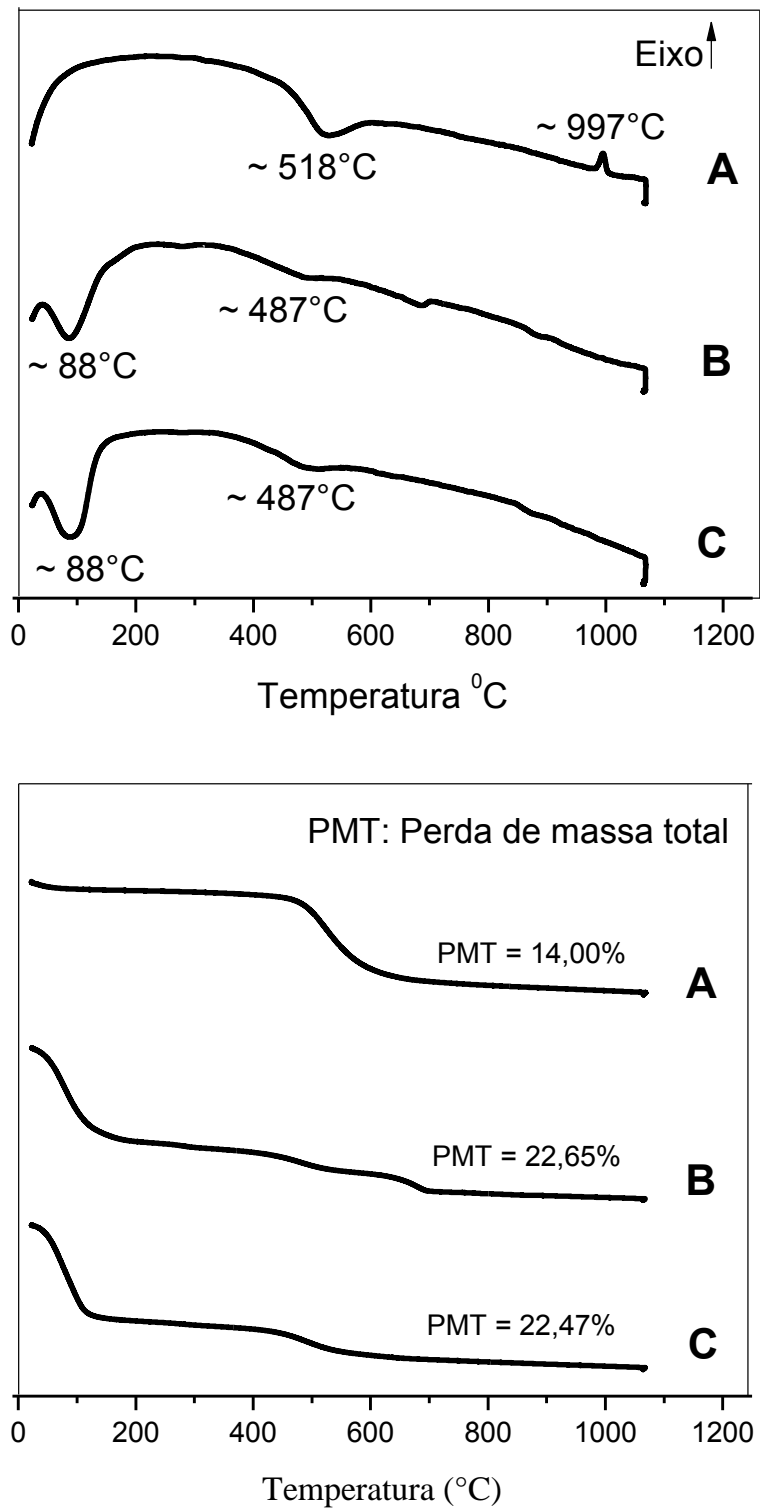 Eixo
~ 997°C
~ 518°C
A
~ 487°C
~ 88°C
B
~ 487°C
~ 88°C
C
0 200 400 600 800 1000 1200
Temperatura ⁰C
PMT: Perda de massa total
PMT = 14,00%
A
PMT = 22,65%
B
PMT = 22,47%
C
0 200 400 600 800 1000 1200
Temperatura (°C)